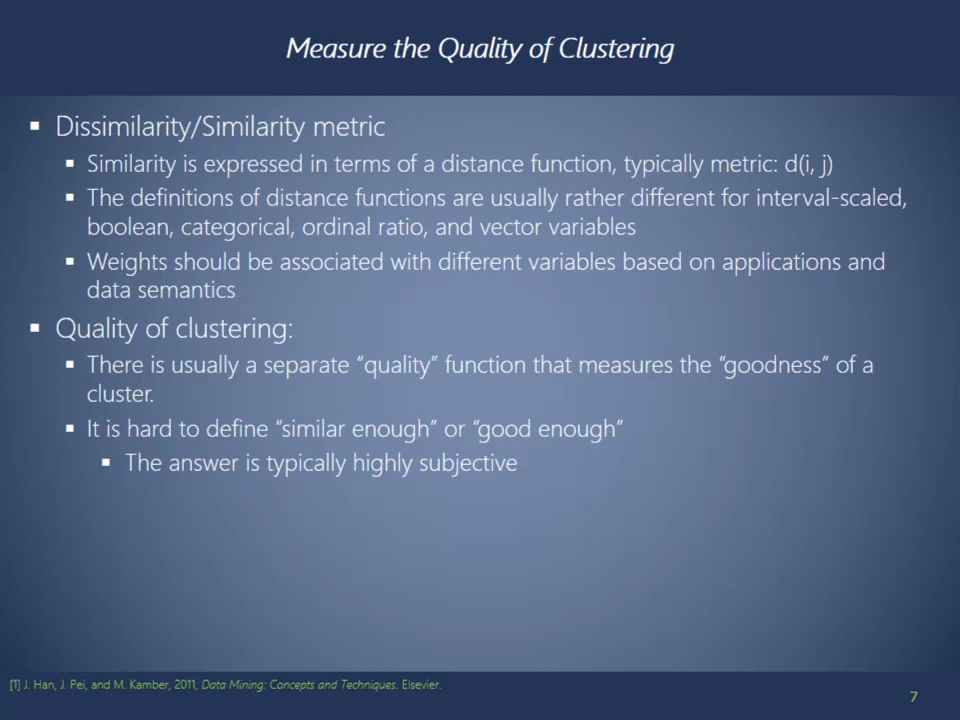 Measure the Quality of Clustering
▪ Dissimilarity/Similarity metric
▪ Similarity is expressed in terms of a distance function, typically metric: d(i, j)
▪ The definitions of distance functions are usually rather different for interval-scaled,
boolean, categorical, ordinal ratio, and vector variables
▪ Weights should be associated with different variables based on applications and
data semantics
▪ Quality of clustering:
▪ There is usually a separate “quality” function that measures the “goodness” of a
cluster.
▪ It is hard to define “similar enough” or “good enough”
▪ The answer is typically highly subjective
[1] J. Han, J. Pei, and M. Kamber, 2011, Data Mining: Concepts and Techniques. Elsevier.
7